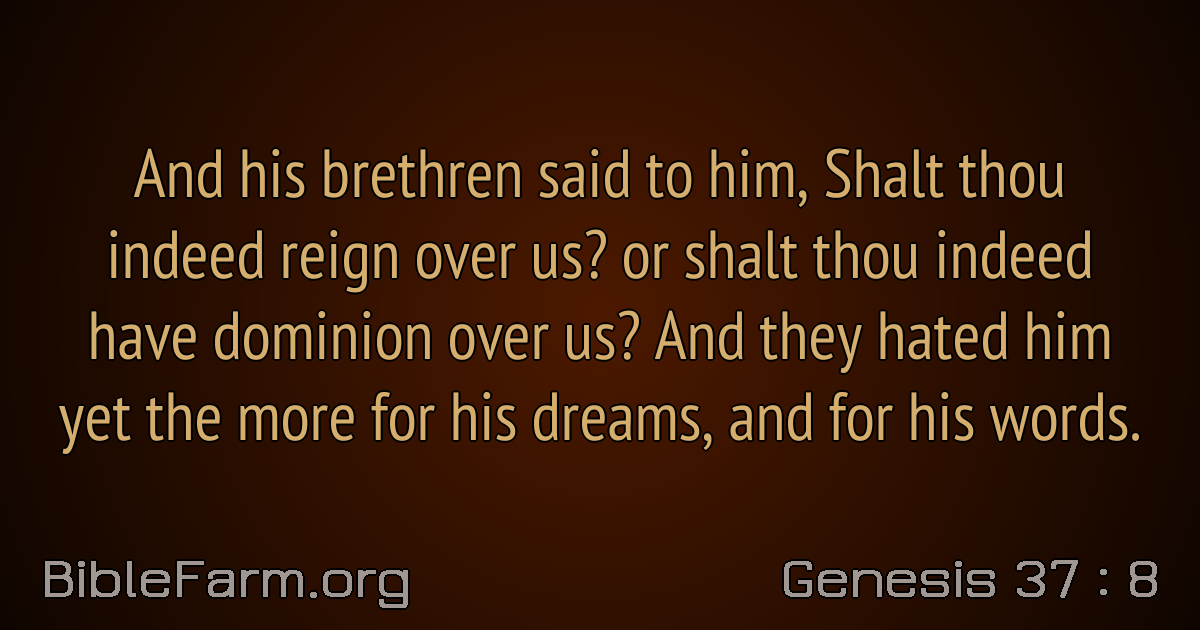 And his brethren said to him, Shalt thou
indeed reign over us? or shalt thou indeed
have dominion over us? And they hated him
yet the more for his dreams, and for his words.
BibleFarm.org
Genesis 37 : 8